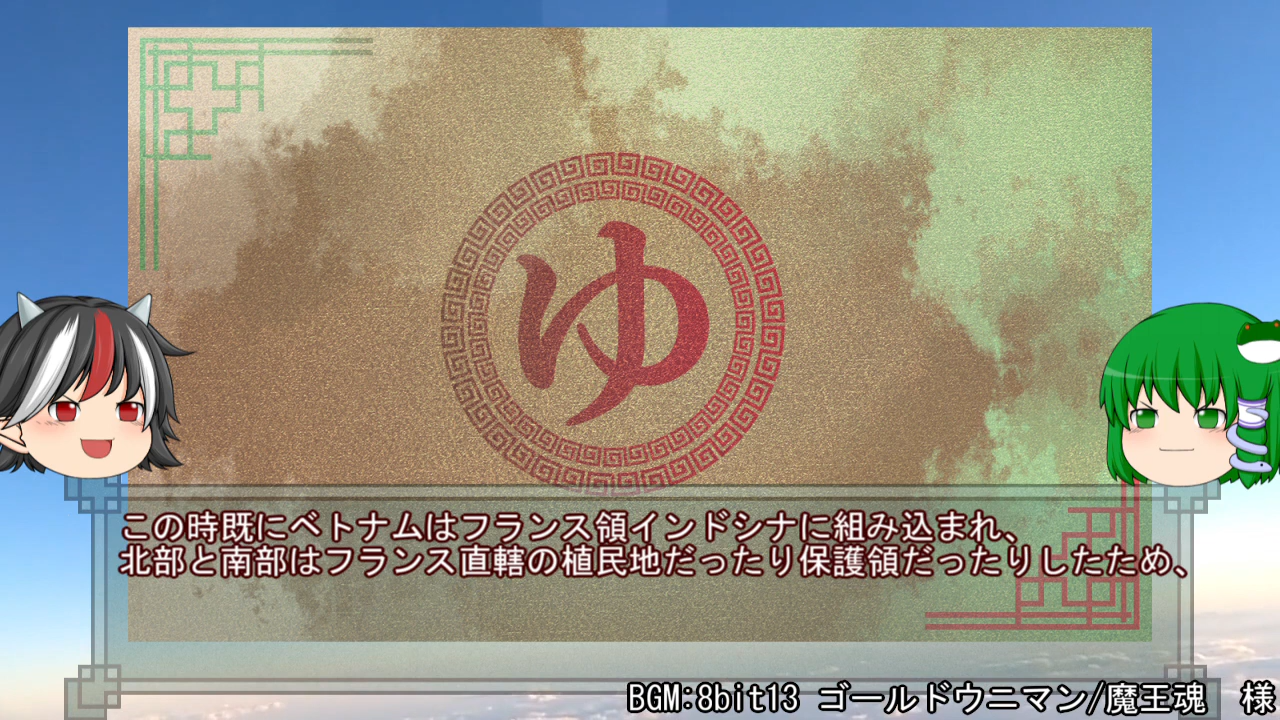 ゆ
この時既にベトナムはフランス領インドシナに組み込まれ、
北部と南部はフランス直轄の植民地だったり保護領だったりしたため、
BGM:8bit13 ゴールドウニマン/魔王魂　様